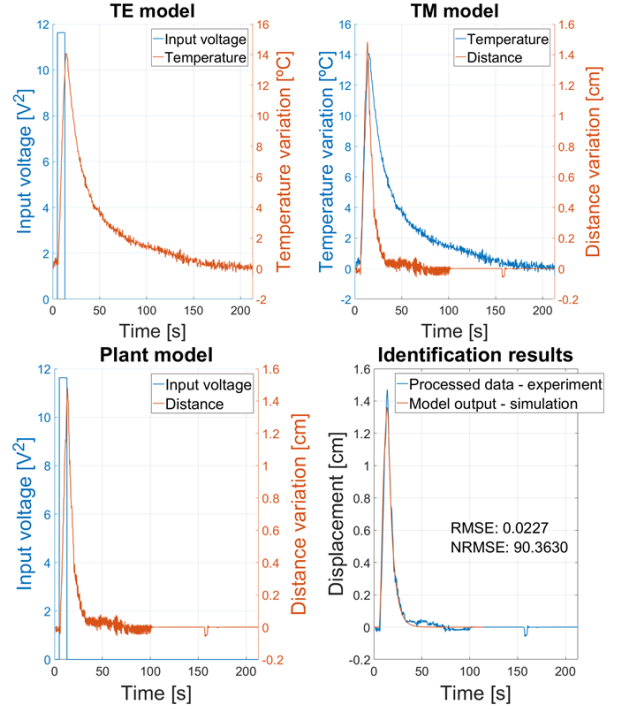 TE model
Input voltage
Temperature
Input voltage [V2]
Temperature variation [ºC]
12
10
8
6
4
2
0
16
14
12
10
8
6
4
2
0
-2
0 50 100 150 200
Time [s]
TM model
Temperature
Distance
Temperature variation [ºC]
Distance variation [cm]
16
14
12
10
8
6
4
2
0
-2
1.6
1.4
1.2
1
0.8
0.6
0.4
0.2
0
-0.2
0 50 100 150 200
Time [s]
Plant model
Input voltage
Distance
Input voltage [V2]
Distance variation [cm]
12
10
8
6
4
2
0
1.6
1.4
1.2
1
0.8
0.6
0.4
0.2
0
-0.2
0 50 100 150 200
Time [s]
Identification results
Processed data - experiment
Model output - simulation
Displacement [cm]
1.6
1.4
1.2
1
0.8
0.6
0.4
0.2
0
-0.2
RMSE: 0.0227
NRMSE: 90.3630
0 50 100 150 200
Time [s]